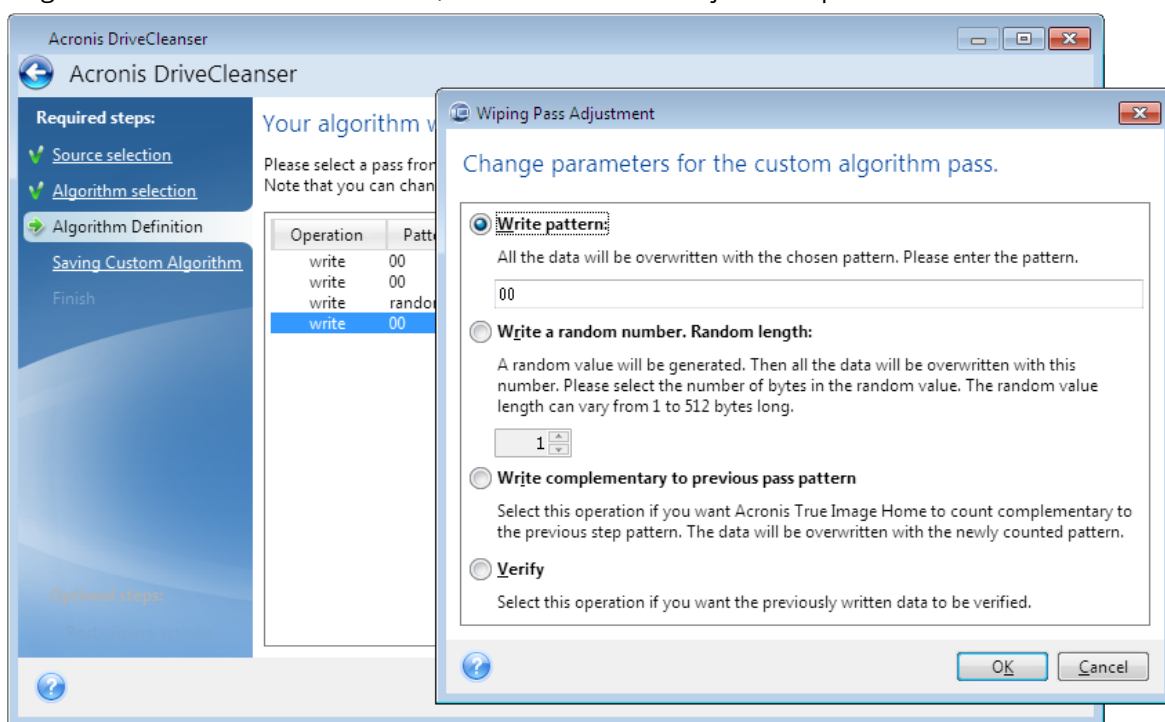 Acronis DriveCleanser
Acronis DriveCleanser
Required steps:
Source selection
Algorithm selection
Algorithm Definition
Saving Custom Algorithm
Finish
Your algorithm
Please select a pass
Note that you can
Operation
write 00
write 00
write
write 00
Wiping Pass Adjustment
Change parameters for the custom algorithm pass.
Write pattern:
All the data will be overwritten with the chosen pattern. Please enter the pattern.
00
Write a random number. Random length:
A random value will be generated. Then all the data will be overwritten with this
number. Please select the number of bytes in the random value. The random value
length can vary from 1 to 512 bytes long.
1
Write complementary to previous pass pattern
Select this operation if you want Acronis True Image Home to count complementary to
the previous step pattern. The data will be overwritten with the newly counted pattern.
Verify
Select this operation if you want the previously written data to be verified.
OK
Cancel